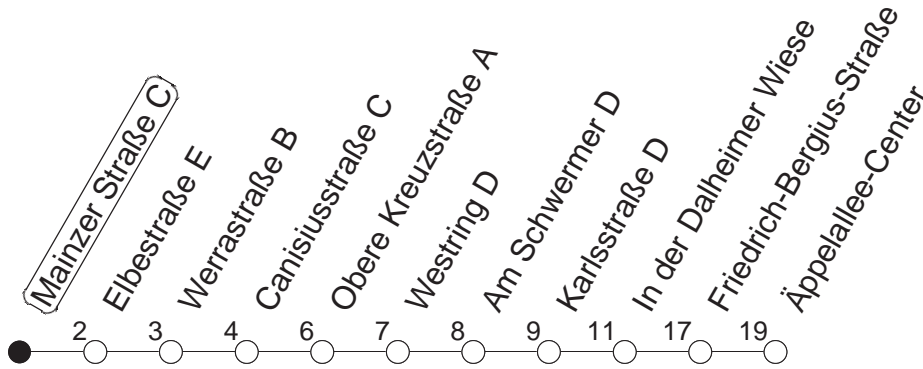 Mainzer Straße C
Elbestraße E
Werrastraße B
Canisiusstraße C
Obere Kreuzstraße A
Westring D
Am Schwermer D
Karlsstraße D
In der Dalheimer Wiese
Friedrich-Bergius-Straße
Äppelallee-Center
2 3 4 6 7 8 9 11 17 19